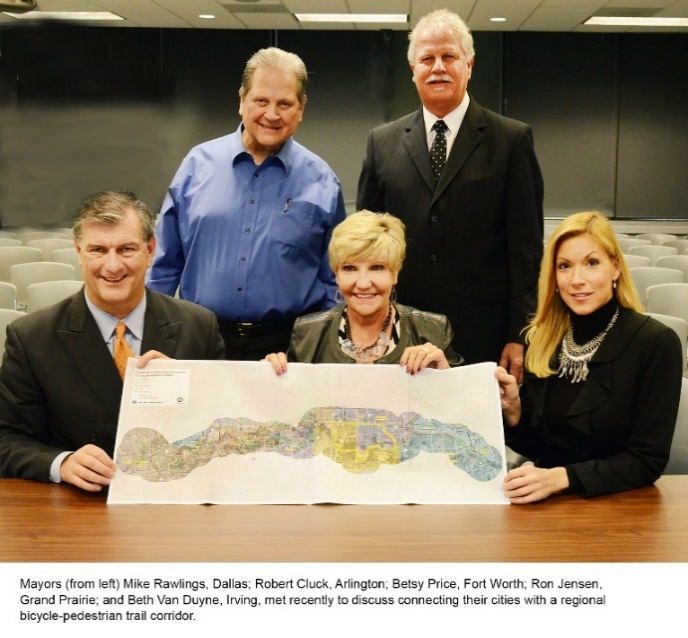 Mayors (from left) Mike Rawlings, Dallas; Robert Cluck, Arlington; Betsy Price, Fort Worth; Ron Jensen,
Grand Prairie; and Beth Van Duyne, Irving, met recently to discuss connecting their cities with a regional
bicycle-pedestrian trail corridor.